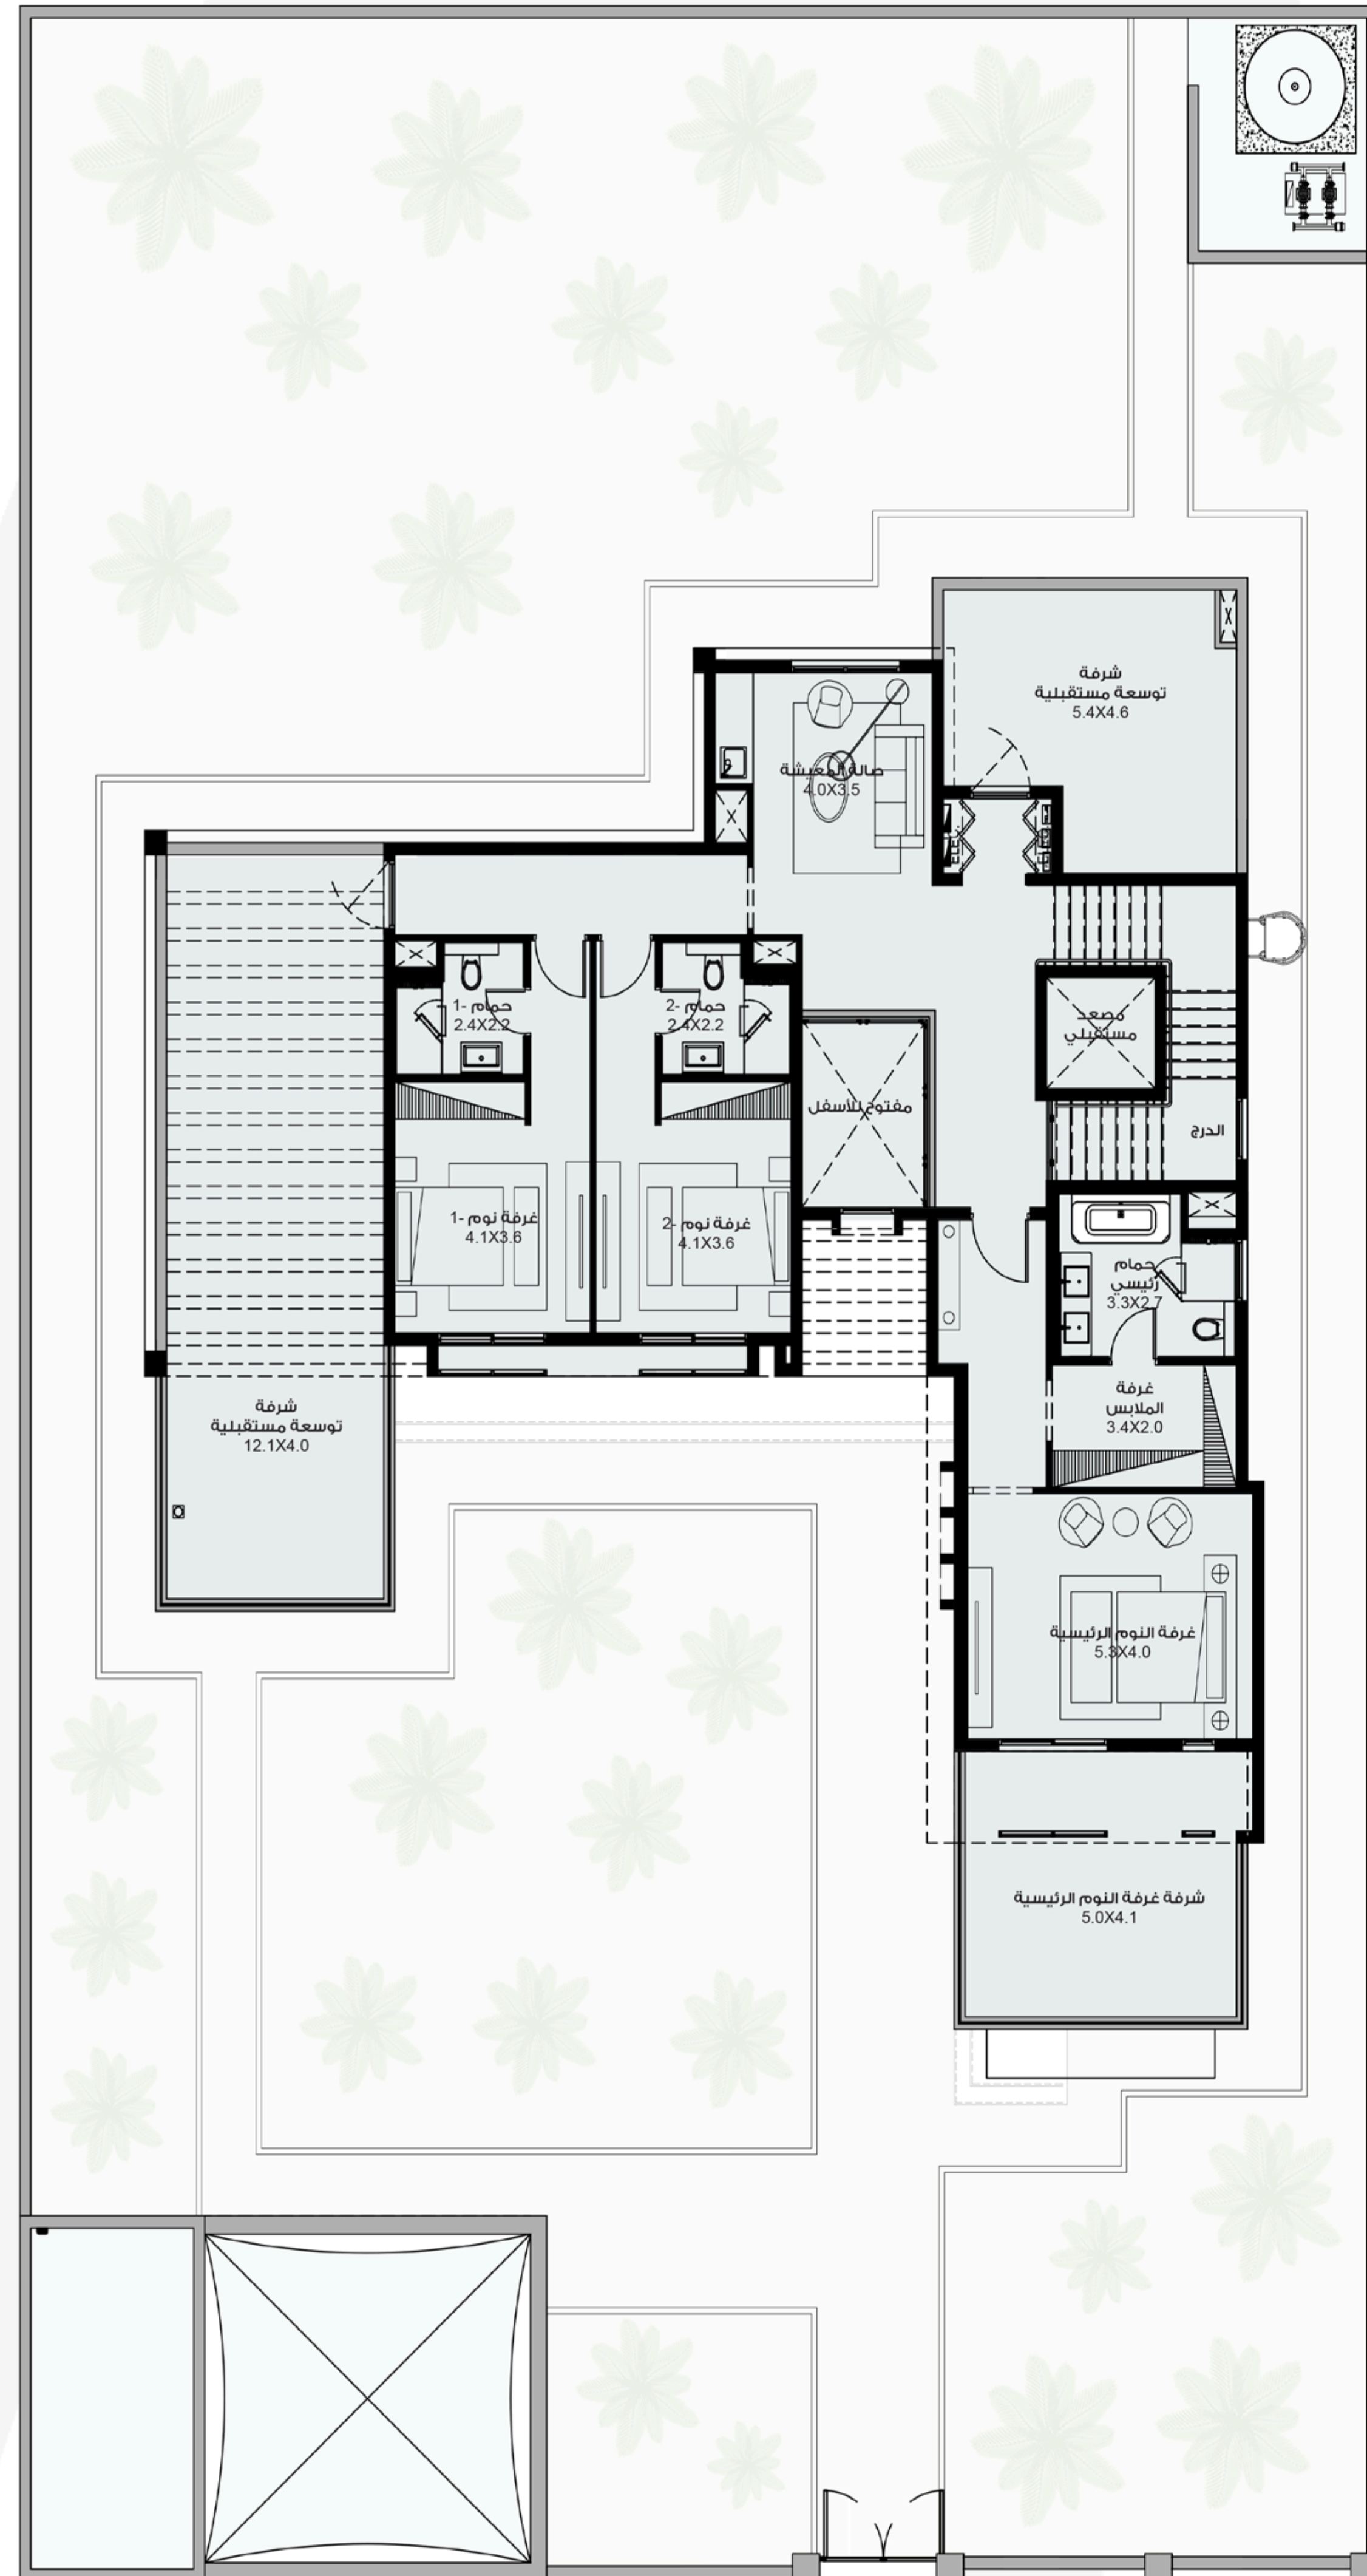 شرفة
توسعة مستقبلية
5.4X4.6
صالة المعيشة
4.0X3.5
حمام -1
2.4X2.2
حمام -2
2.4X2.2
مصعد
مستقبلي
مفتوح للأسفل
الدرج
غرفة نوم -1
4.1X3.6
غرفة نوم -2
4.1X3.6
حمام
رئيسي
3.3X2.7
غرفة
الملابس
3.4X2.0
شرفة
توسعة مستقبلية
12.1X4.0
غرفة النوم الرئيسية
5.3X4.0
شرفة غرفة النوم الرئيسية
5.0X4.1